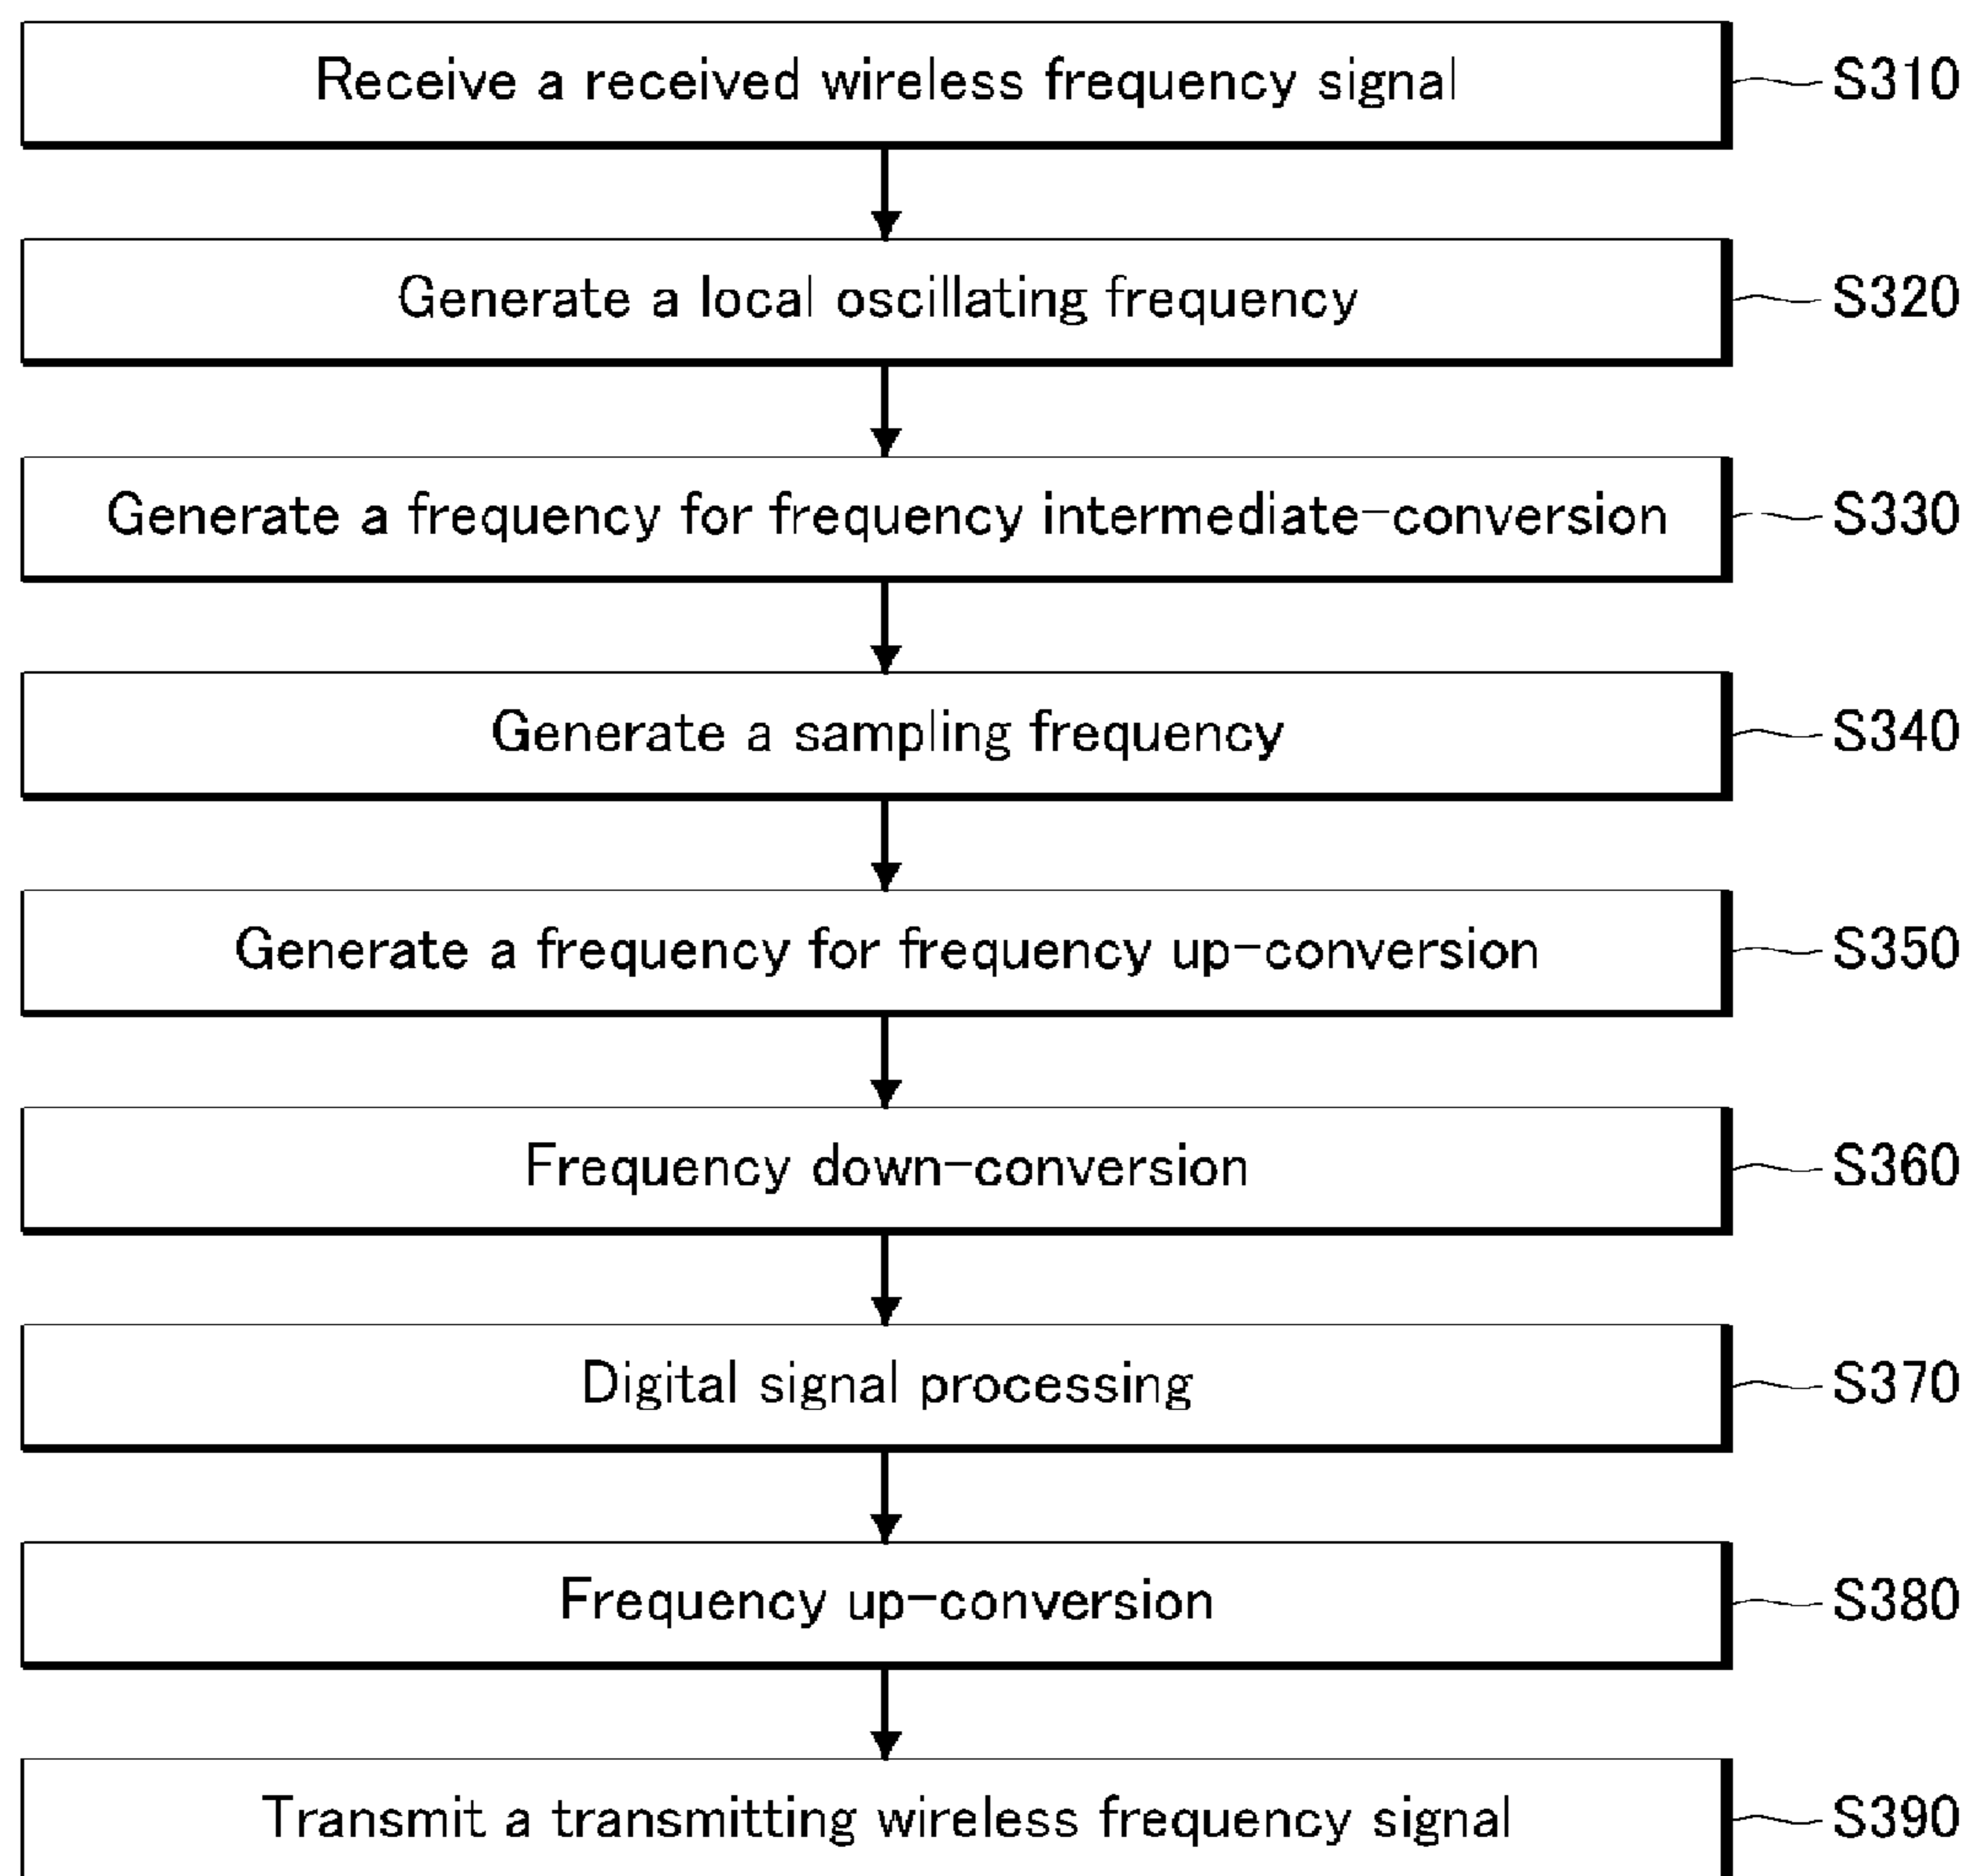 Receive a received wireless frequency signal S310
Generate a local oscillating frequency S320
Generate a frequency for frequency intermediate-conversion S330
Generate a sampling frequency S340
Generate a frequency for frequency up-conversion S350
Frequency down-conversion S360
Digital signal processing S370
Frequency up-conversion S380
Transmit a transmitting wireless frequency signal S390